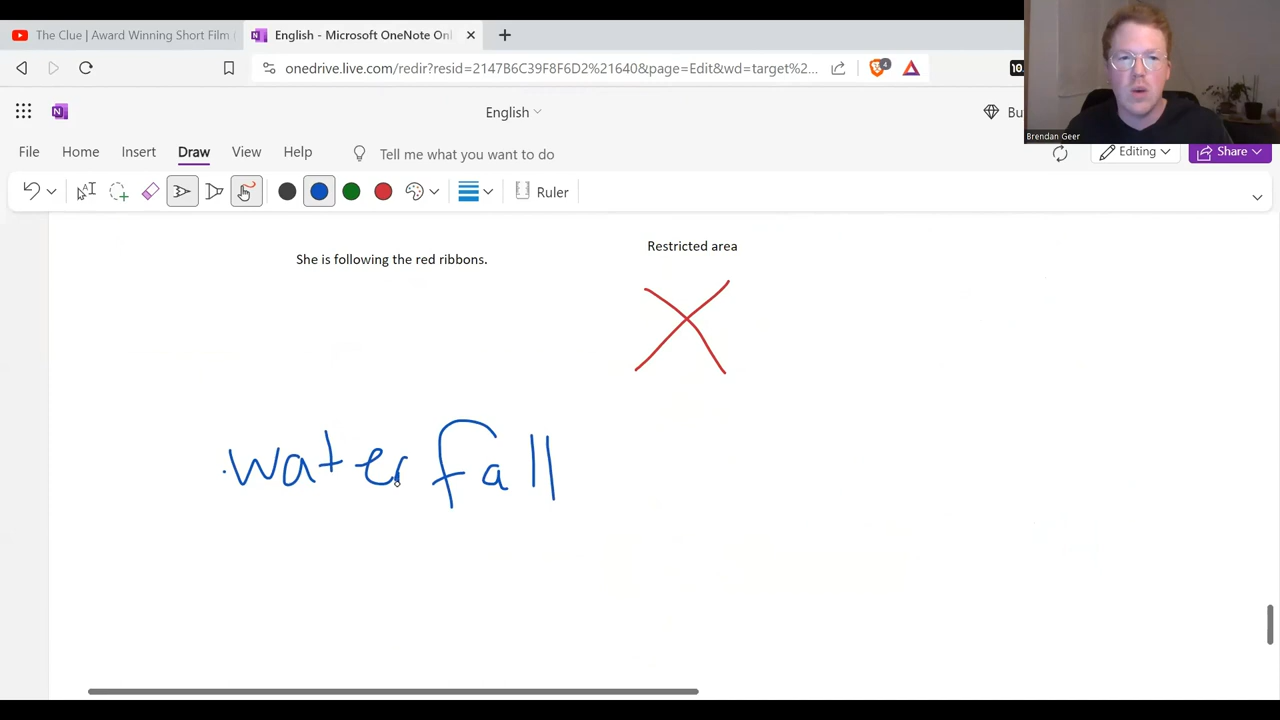 The Clue | Award Winning Short Film (
English - Microsoft OneNote Onl
onedrive.live.com/redir?resid=2147B6C39F8F6D2%21640&page=Edit&wd=target%2...
4
10
English
Brendan Geer
File Home Insert Draw View Help Tell me what you want to do Editing Share
Ruler
Restricted area
She is following the red ribbons.
waterfall